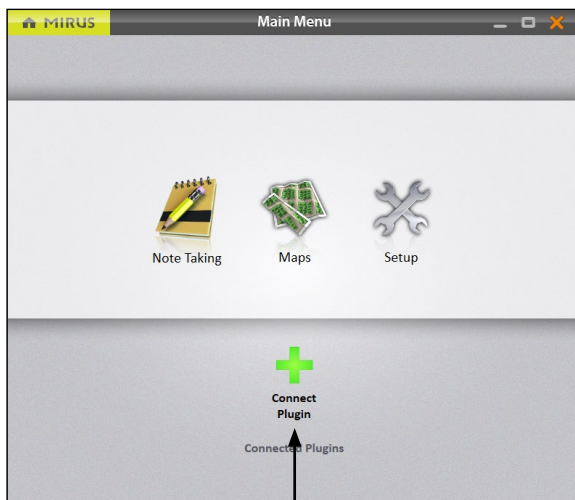 MIRUS
Main Menu
Note Taking
Maps
Setup
Connect
Plugin
Connected Plugins